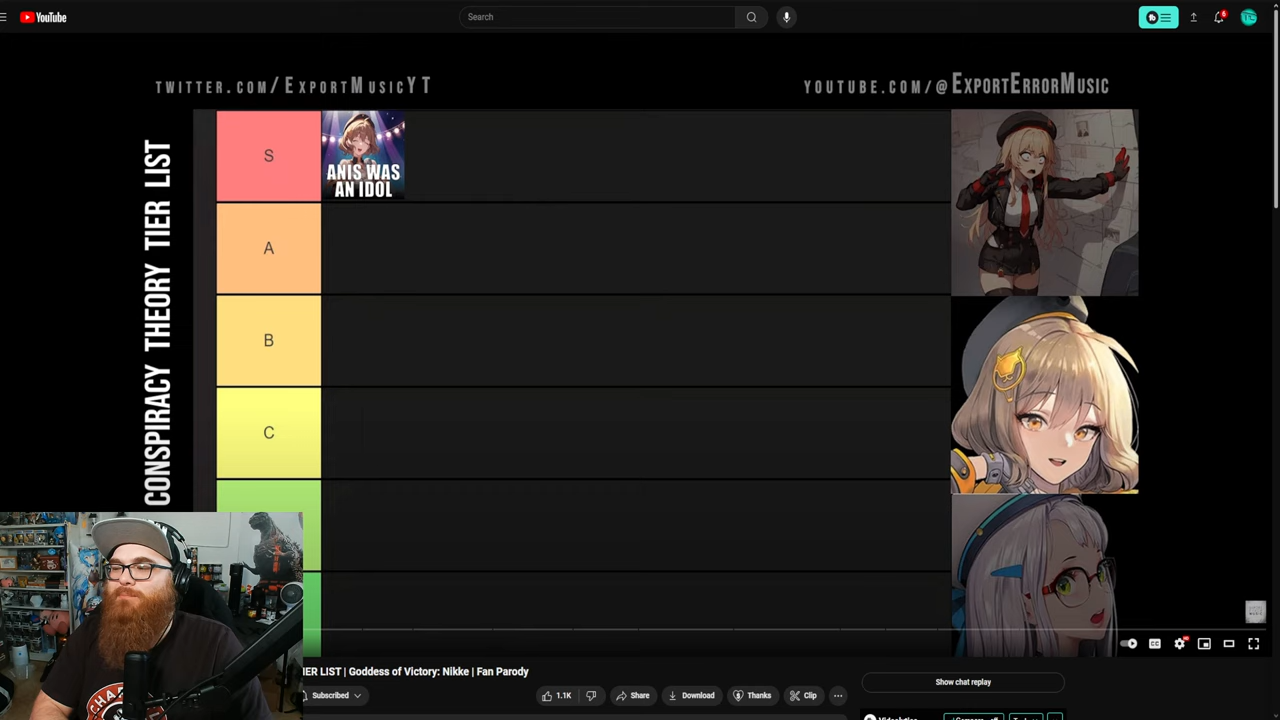 YouTube
Search
6
TWITTER.COM/EXPORTMUSICYT
YOUTUBE.COM/@EXPORTERRORMUSIC
CONSPIRACY THEORY TIER LIST
S
ANIS WAS
AN IDOL
A
B
C
IER LIST | Goddess of Victory: Nikke | Fan Parody
Subscribed
1.1K
Share
Download
Thanks
Clip
Show chat replay